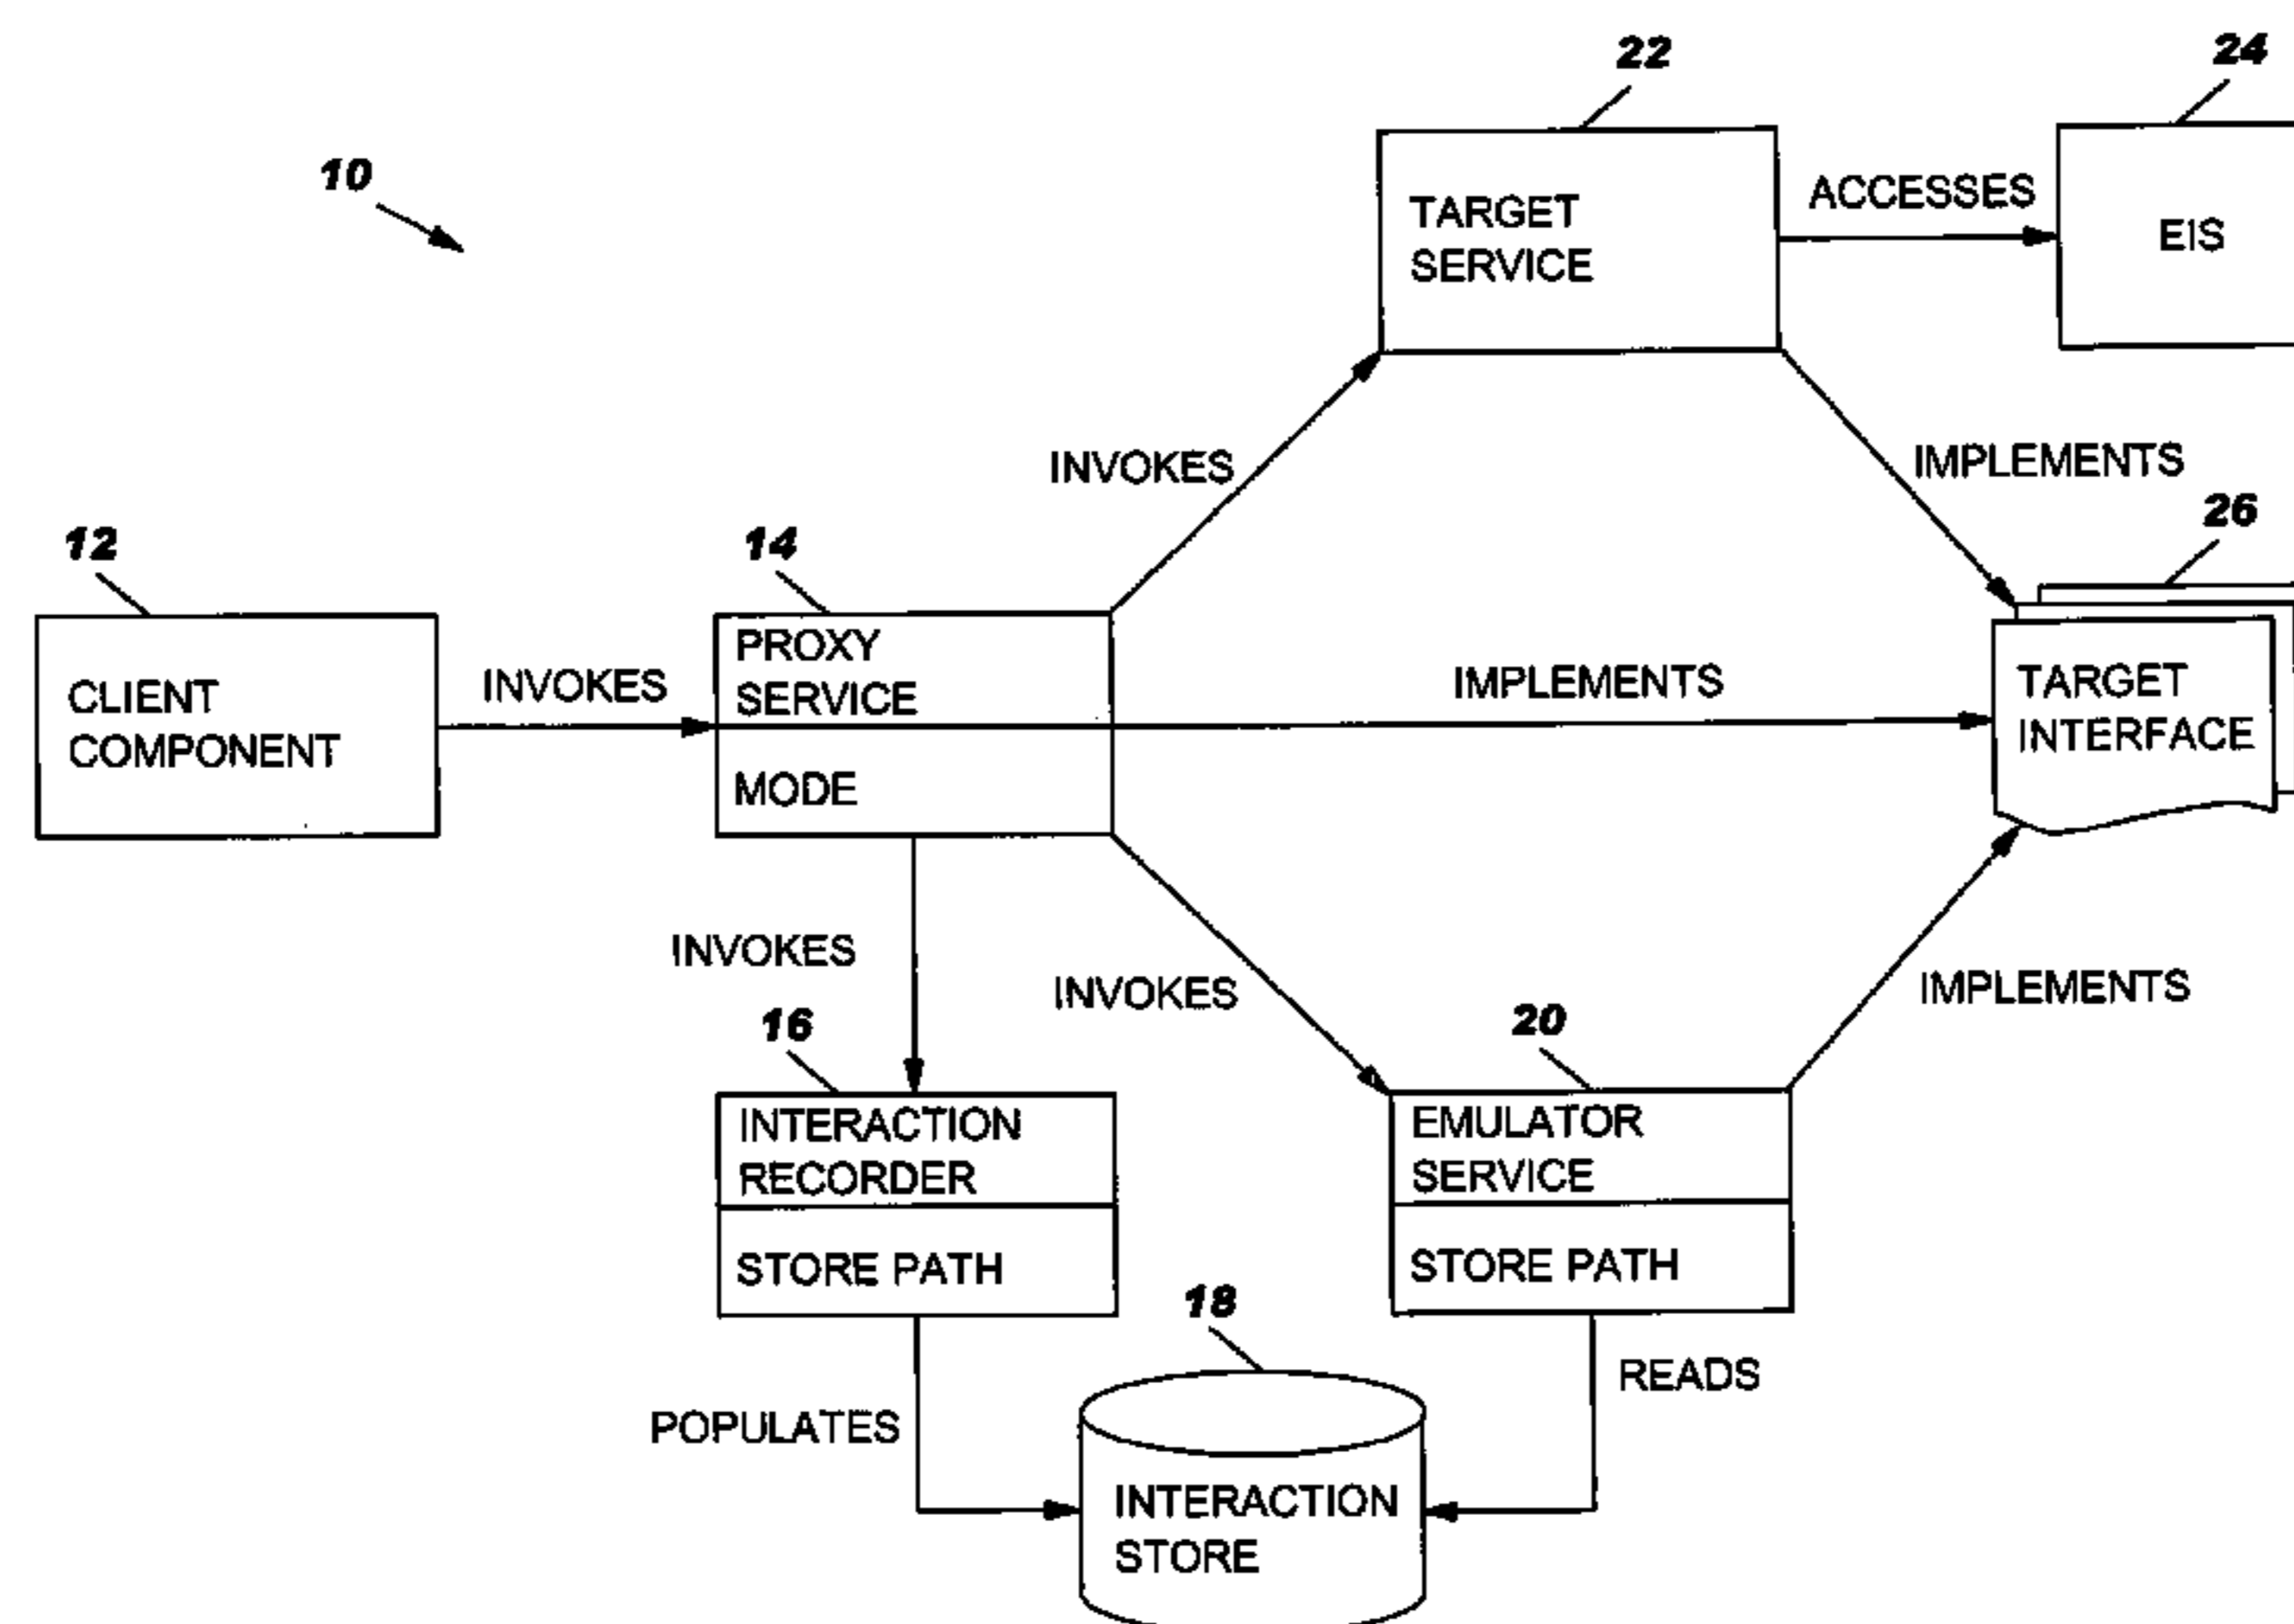 22
24
10
TARGET
SERVICE
ACCESSES
EIS
INVOKES
IMPLEMENTS
12
14
26
CLIENT
COMPONENT
INVOKES
PROXY
SERVICE
MODE
IMPLEMENTS
TARGET
INTERFACE
INVOKES
INVOKES
IMPLEMENTS
16
20
INTERACTION
RECORDER
STORE PATH
EMULATOR
SERVICE
STORE PATH
18
POPULATES
READS
INTERACTION
STORE